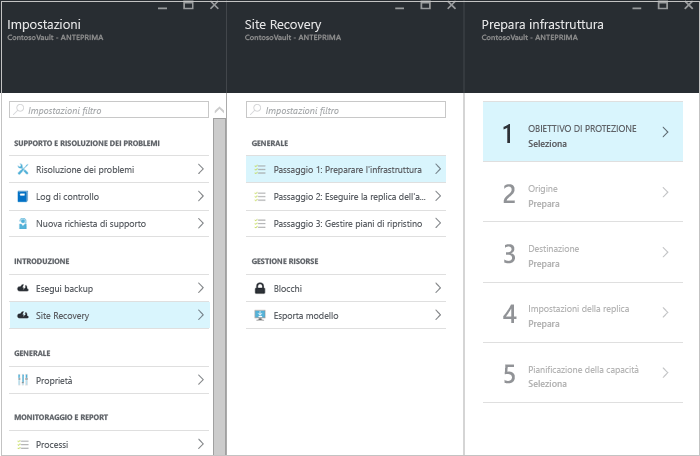 Impostazioni
ContosoVault - ANTEPRIMA
Impostazioni filtro
SUPPORTO E RISOLUZIONE DEI PROBLEMI
Risoluzione dei problemi
Log di controllo
Nuova richiesta di supporto
INTRODUZIONE
Esegui backup
Site Recovery
GENERALE
Proprietà
MONITORAGGIO E REPORT
Processi
Site Recovery
ContosoVault - ANTEPRIMA
Impostazioni filtro
GENERALE
Passaggio 1: Preparare l'infrastruttura
Passaggio 2: Eseguire la replica dell'a...
Passaggio 3: Gestire piani di ripristino
GESTIONE RISORSE
Blocchi
Esporta modello
Prepara infrastruttura
ContosoVault - ANTEPRIMA
1
OBIETTIVO DI PROTEZIONE
Seleziona
2
Origine
Prepara
3
Destinazione
Prepara
4
Impostazioni della replica
Prepara
5
Pianificazione della capacità
Seleziona